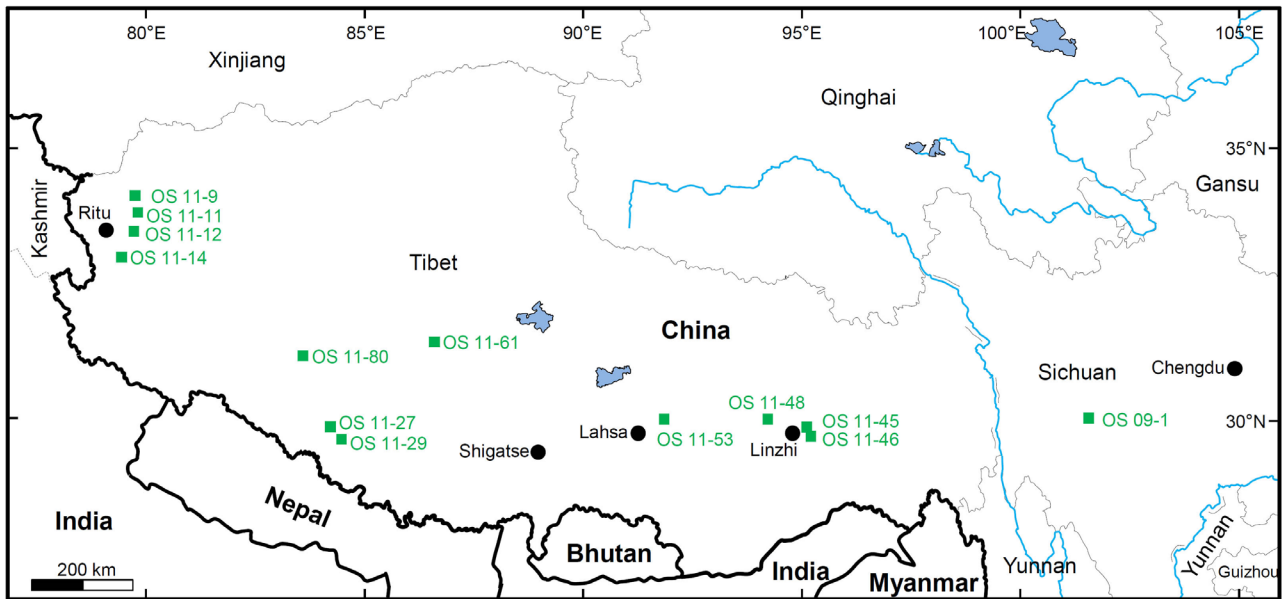 80°E
85°E
90°E
95°E
100°E
105°E
Xinjiang
Qinghai
35°N
Gansu
Kashmir
OS 11-9
Ritu
OS 11-11
OS 11-12
OS 11-14
Tibet
China
OS 11-61
OS 11-80
Sichuan
Chengdu
OS 11-48
OS 11-27
OS 11-45
OS 09-1
30°N
OS 11-29
Lahsa
OS 11-53
OS 11-46
Shigatse
Linzhi
Nepal
India
Bhutan
India
Myanmar
Yunnan
Yunnan
Guizhou
200 km